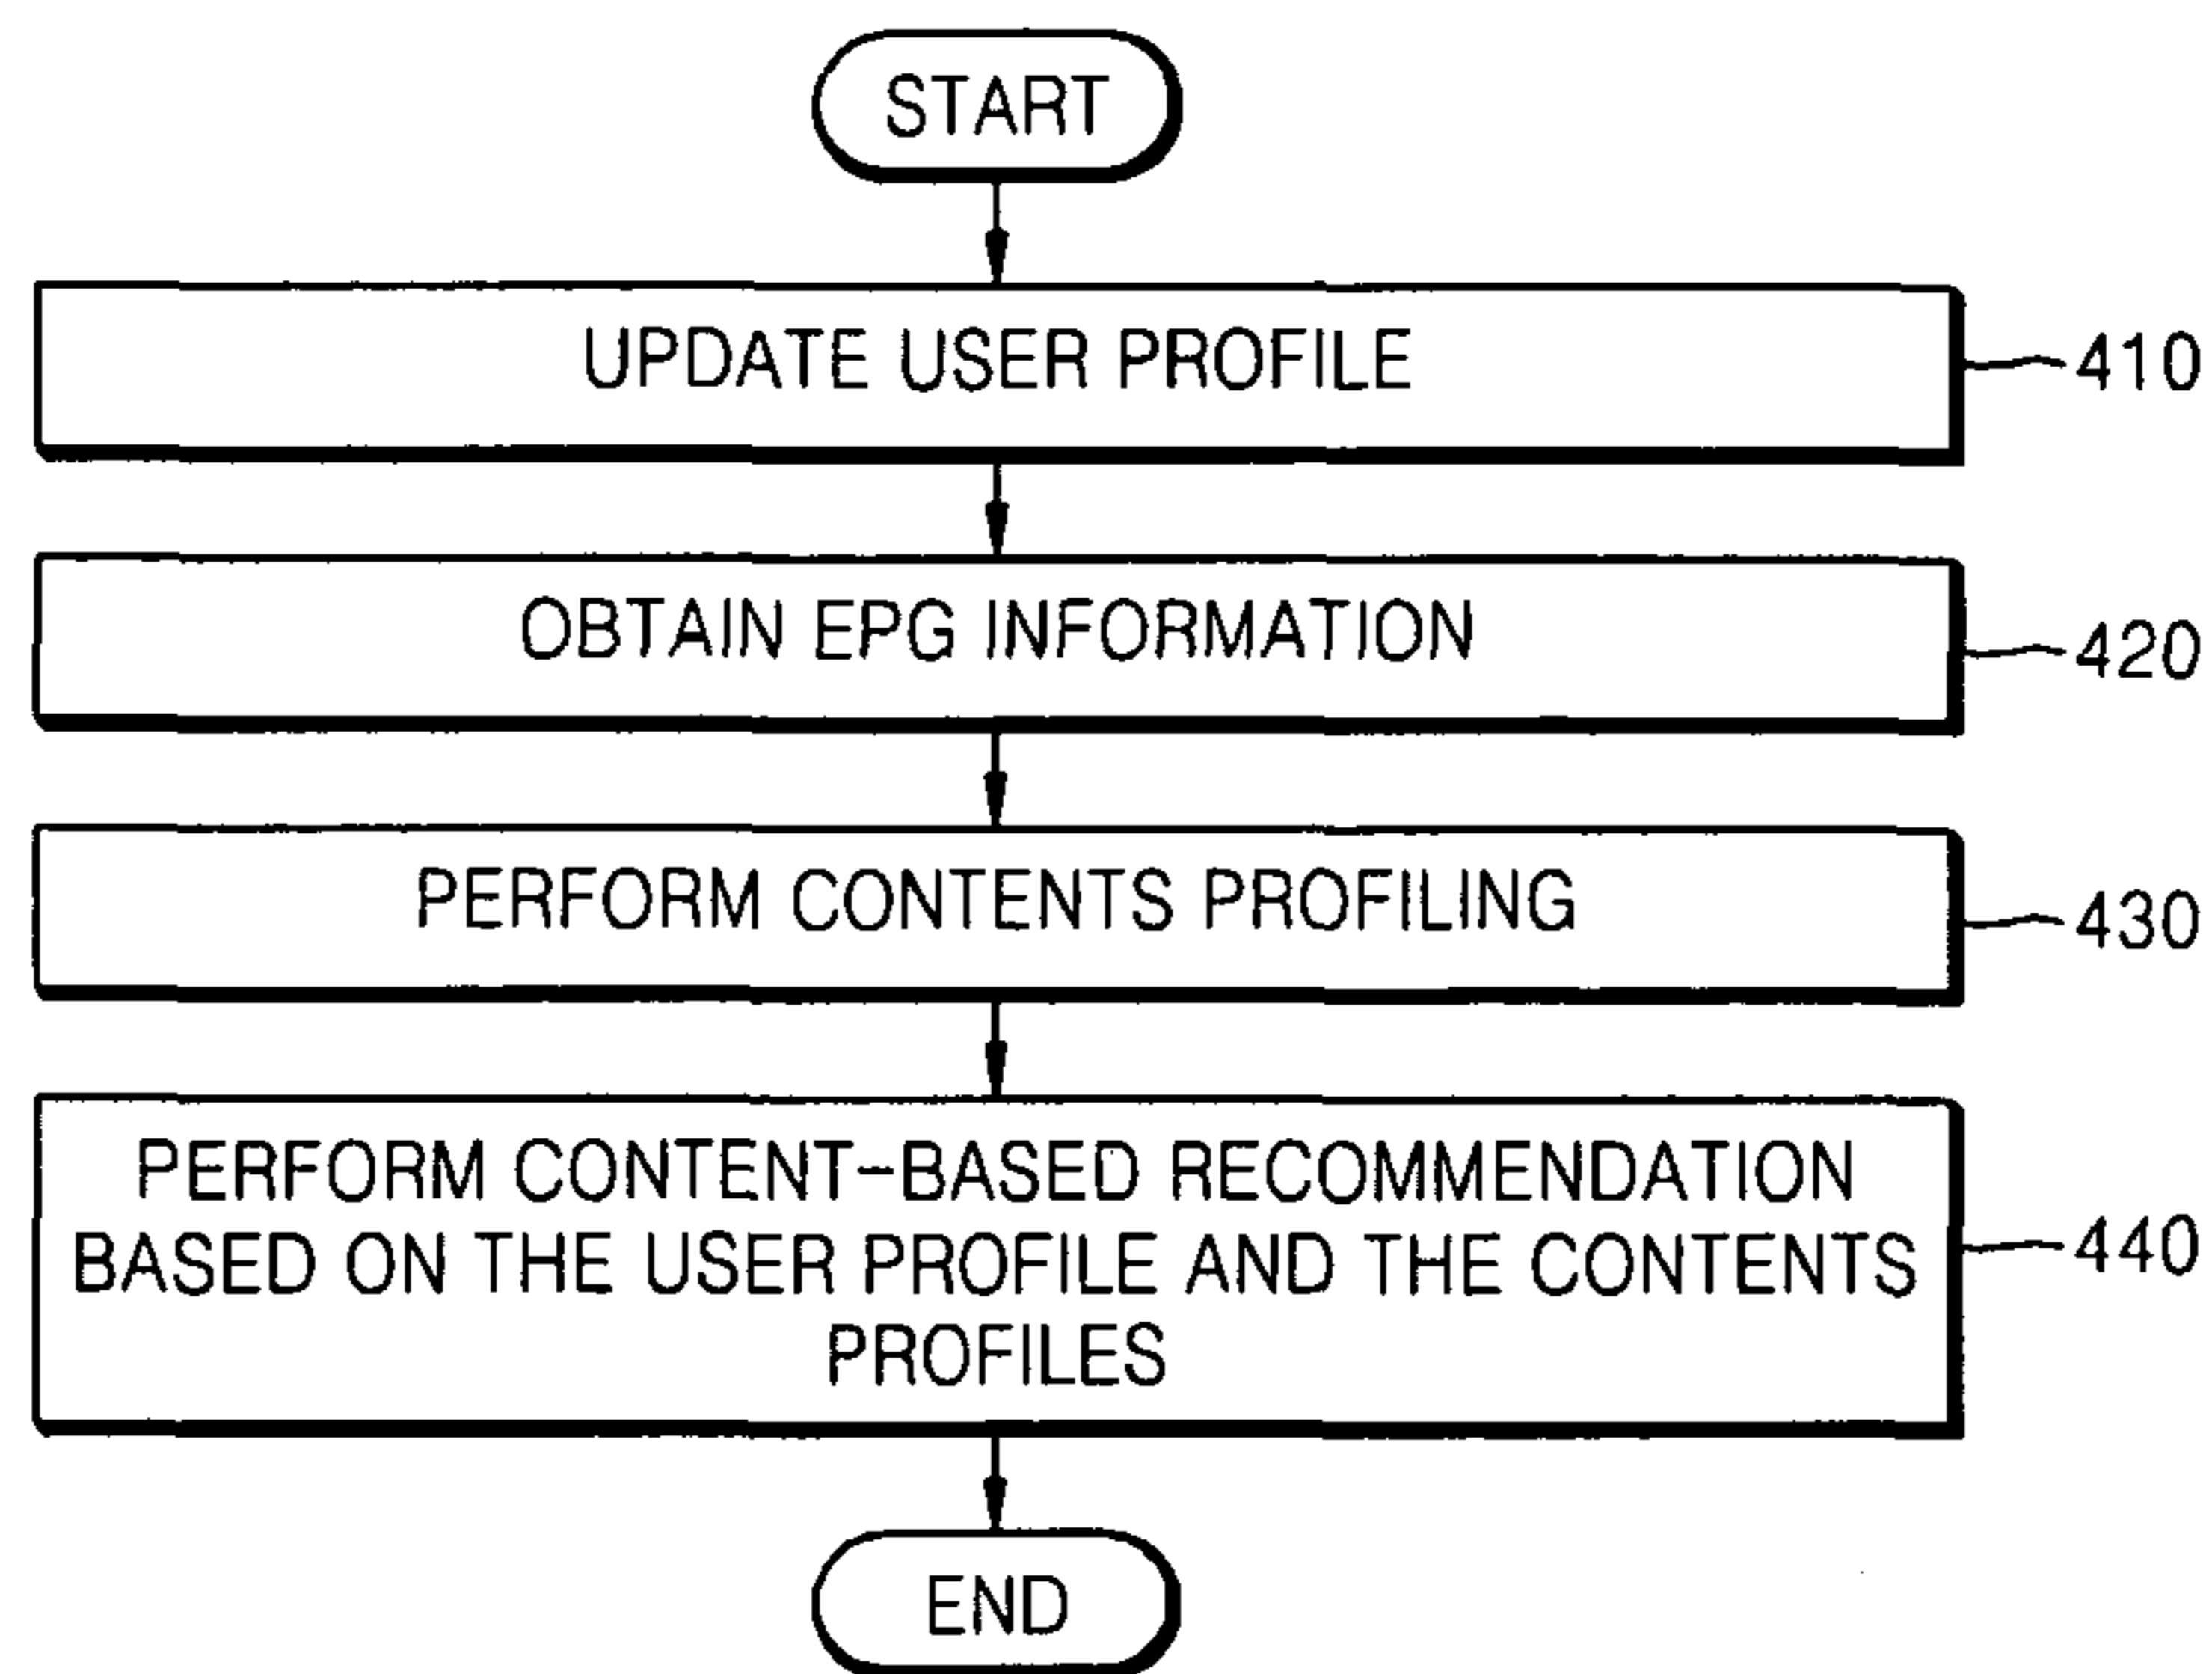 START
UPDATE USER PROFILE
410
OBTAIN EPG INFORMATION
420
PERFORM CONTENTS PROFILING
430
PERFORM CONTENT-BASED RECOMMENDATION
BASED ON THE USER PROFILE AND THE CONTENTS
PROFILES
440
END